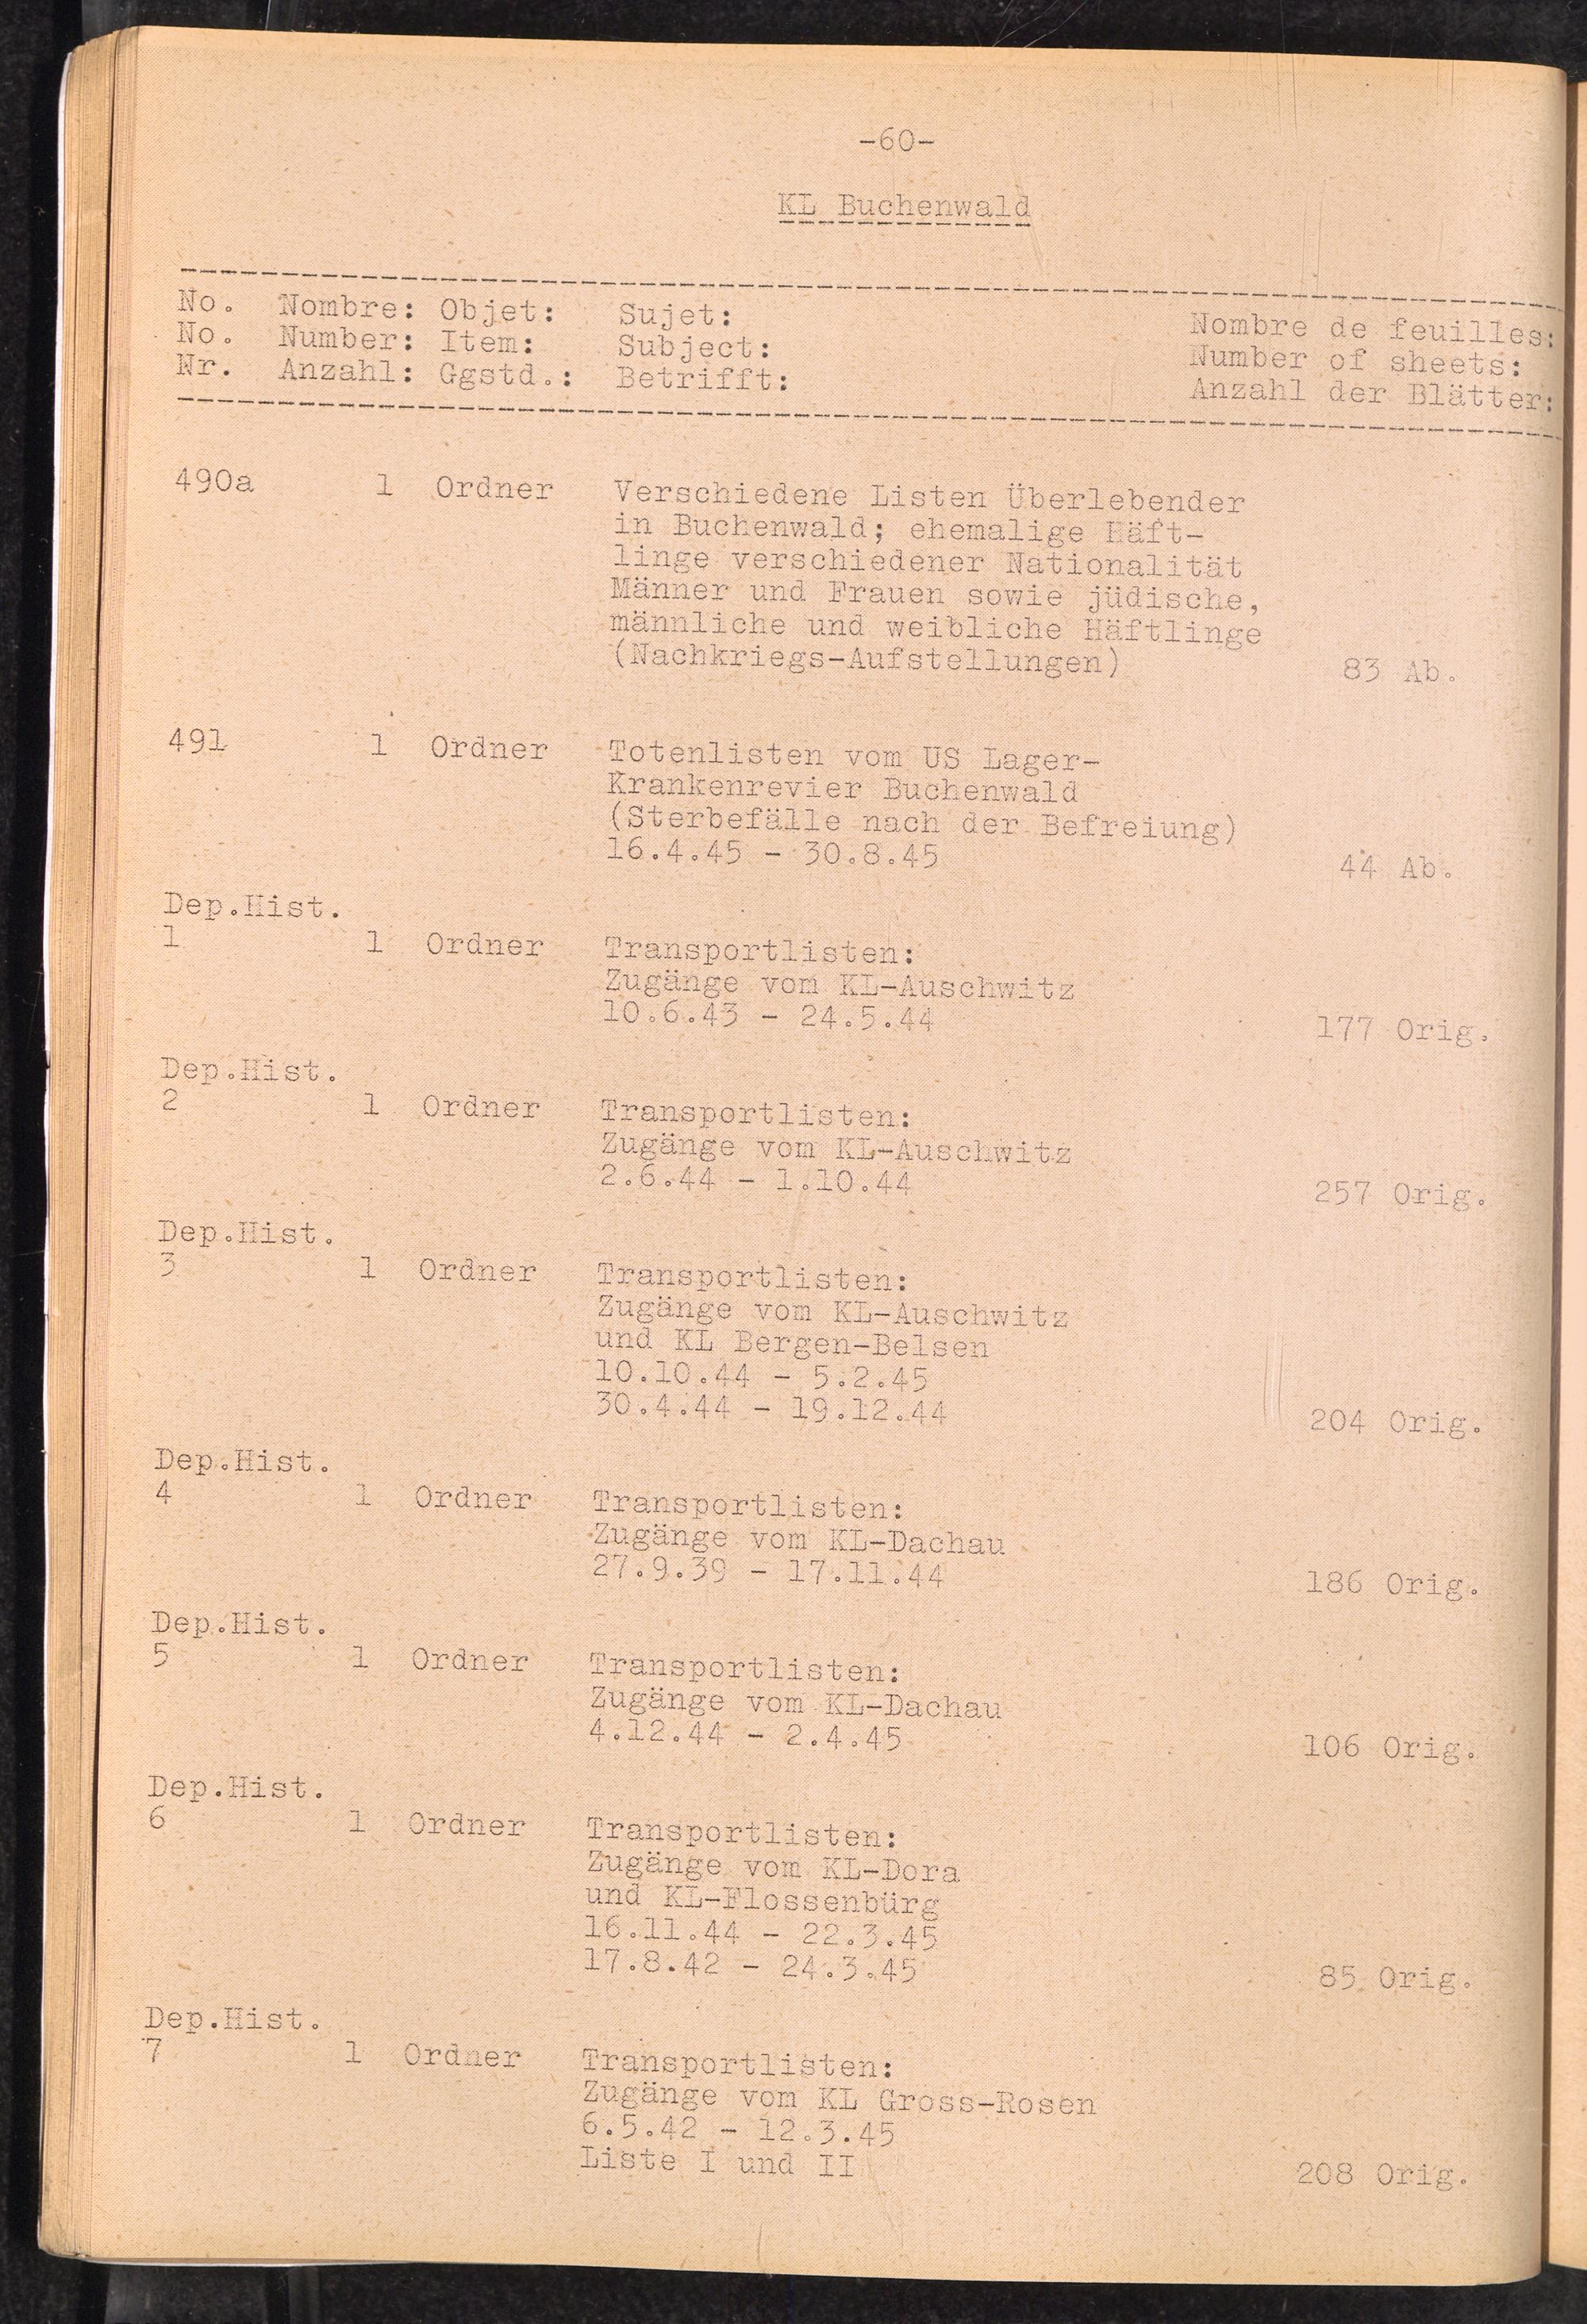 -60-
KL Buchenwald
No. Nombre: Objet: Sujet: Nombre de feuilles:
No. Number: Item: Subject: Number of sheets:
Nr. Anzahl: Ggstd.: Betrifft: Anzahl der Blätter:
490a 1 Ordner Verschiedene Listen Überlebender
in Buchenwald; ehemalige Häft-
linge verschiedener Nationalität
Männer und Frauen sowie jüdische,
männliche und weibliche Häftlinge
(Nachkriegs-Aufstellungen) 83 Ab.
491 1 Ordner Totenlisten vom US Lager-
Krankenrevier Buchenwald
(Sterbefälle nach der Befreiung)
16.4.45 - 30.8.45 44 Ab.
Dep.Hist.
1 1 Ordner Transportlisten:
Zugänge vom KL-Auschwitz
10.6.43 - 24.5.44 177 Orig.
Dep.Hist.
2 1 Ordner Transportlisten:
Zugänge vom KL-Auschwitz
2.6.44 - 1.10.44 257 Orig.
Dep.Hist.
3 1 Ordner Transportlisten:
Zugänge vom KL-Auschwitz
und KL Bergen-Belsen
10.10.44 - 5.2.45
30.4.44 - 19.12.44 204 Orig.
Dep.Hist.
4 1 Ordner Transportlisten:
Zugänge vom KL-Dachau
27.9.39 - 17.11.44 186 Orig.
Dep.Hist.
5 1 Ordner Transportlisten:
Zugänge vom KL-Dachau
4.12.44 - 2.4.45 106 Orig.
Dep.Hist.
6 1 Ordner Transportlisten:
Zugänge vom KL-Dora
und KL-Flossenbürg
16.11.44 - 22.3.45
17.8.42 - 24.3.45 85 Orig.
Dep.Hist.
7 1 Ordner Transportlisten:
Zugänge vom KL Gross-Rosen
6.5.42 - 12.3.45
Liste I und II 208 Orig.